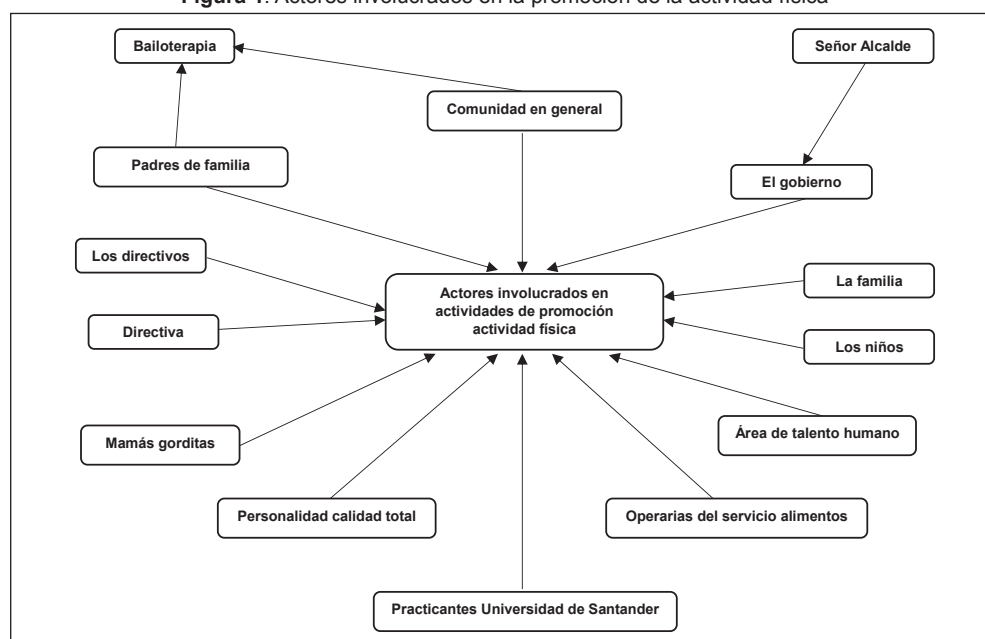 Figura 1. Actores involucrados en la promoción de la actividad física
Bailoterapia
Señor Alcalde
Comunidad en general
Padres de familia
El gobierno
Los directivos
La familia
Actores involucrados en
actividades de promoción
actividad física
Directiva
Los niños
Mamás gorditas
Área de talento humano
Personalidad calidad total
Operarias del servicio alimentos
Practicantes Universidad de Santander